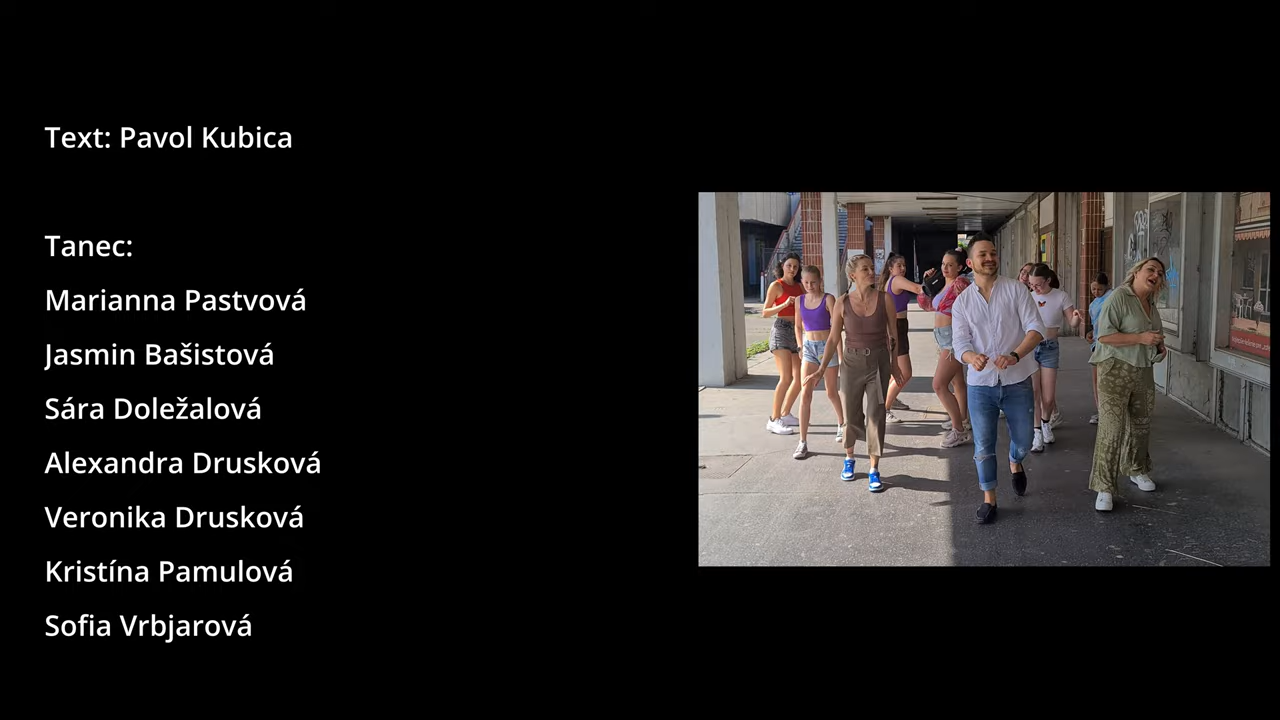 Text: Pavol Kubica
Tanec:
Marianna Pastvová
Jasmin Bašistová
Sára Doležalová
Alexandra Drusková
Veronika Drusková
Kristína Pamulová
Sofia Vrbjarová